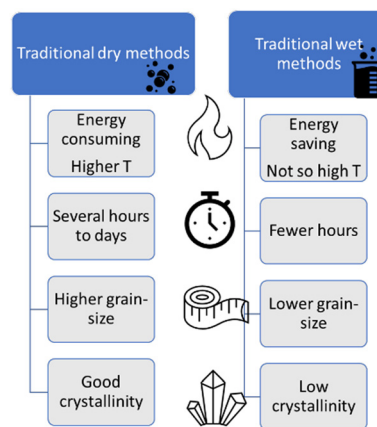 Traditional dry methods
Traditional wet
methods
Energy
consuming
Higher T
Energy
saving
Not so high T
Several hours
to days
Fewer hours
Higher grain-
size
Lower grain-
size
Good
crystallinity
Low
crystallinity